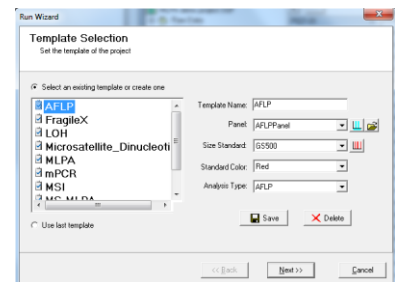 Run Wizard
Template Selection
Set the template of the project
Select an existing template or create one
AFLP
FragileX
LOH
Microsatellite_Dinucleoti
MLPA
mPCR
MSI
MS-MLPA
Template Name: AFLP
Panel: AFLPPanel
Size Standard: GS500
Standard Color: Red
Analysis Type: AFLP
Save
Delete
Use last template
<< Back
Next >>
Cancel